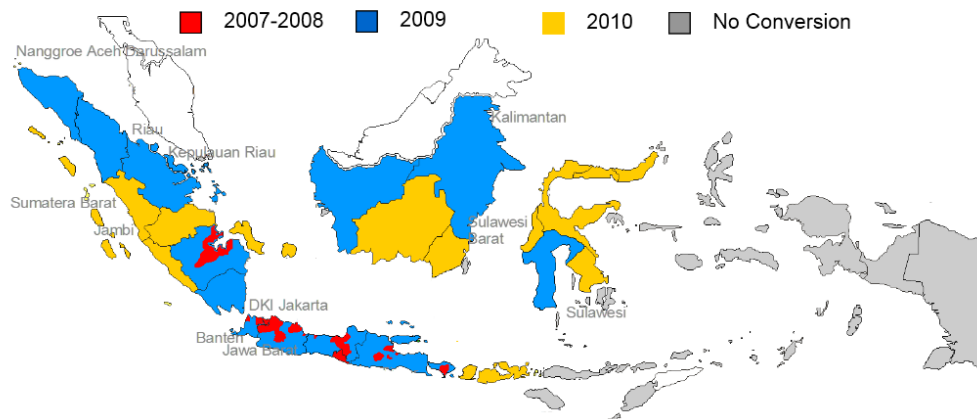 2007-2008 2009 2010 No Conversion
Nanggroe Aceh Darussalam
Kalimantan
Riau
Kepulauan Riau
Sumatera Barat
Jambi
Sulawesi
Barat
DKI Jakarta
Sulawesi
Banten
Jawa Barat